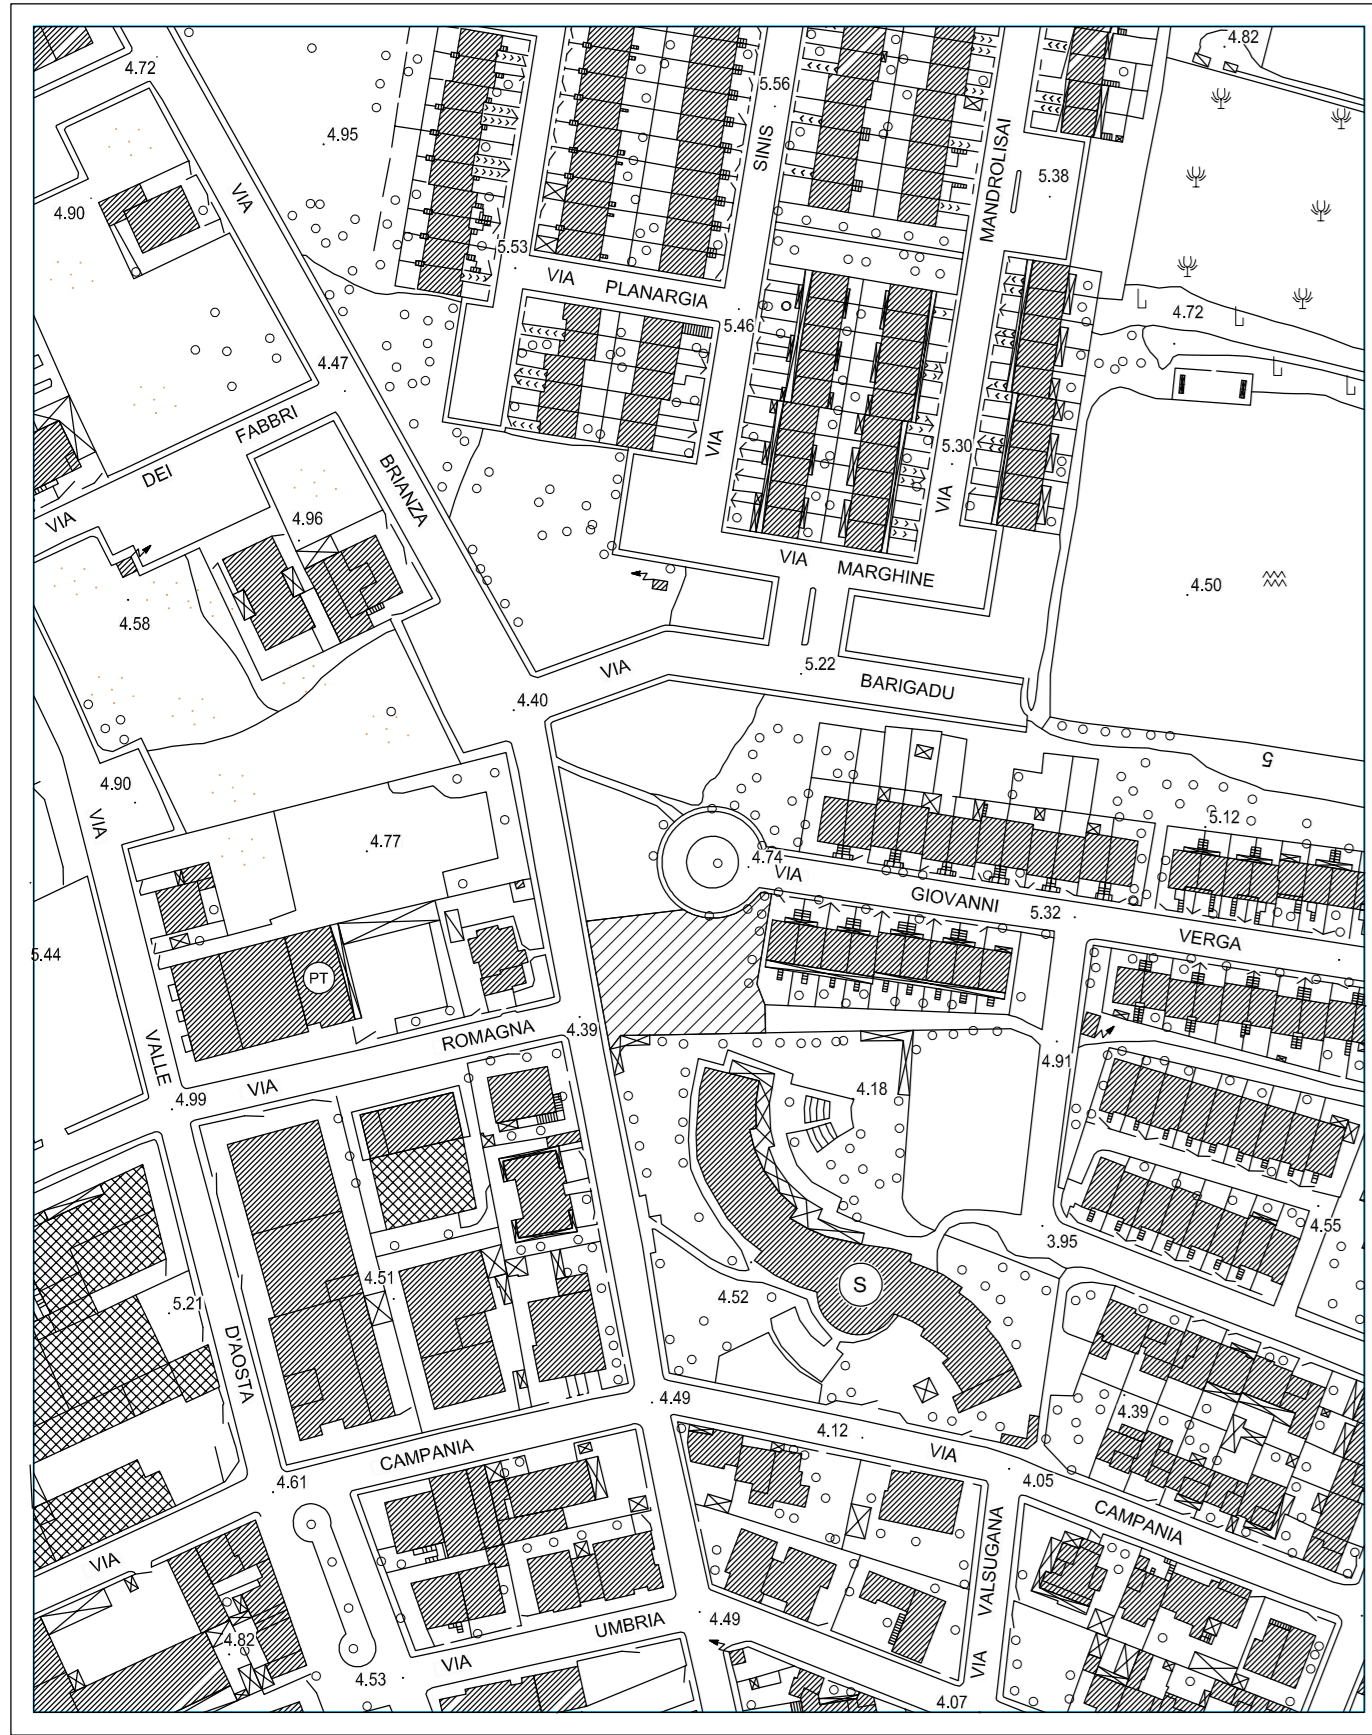 4.82
4.72
5.56
4.95
SINIS
MANDROLISAI
5.38
4.90
VIA
5.53
VIA PLANARGIA
5.46
4.72
4.47
FABBRI
DEI
VIA
BRIANZA
VIA
5.30
VIA
4.96
VIA MARGHINE
4.50
4.58
VIA
5.22
BARIGADU
4.40
5
4.90
VIA
5.12
4.77
4.74
VIA
GIOVANNI
5.32
VERGA
5.44
PT
4.39
ROMAGNA
VIA
VALLE
4.91
4.18
4.99
4.55
3.95
4.51
S
4.52
5.21
D'AOSTA
4.49
4.39
4.12
VIA
CAMPANIA
4.61
4.05
CAMPANIA
VIA
VALSUGANA
VIA
4.49
UMBRIA
VIA
4.82
4.53
4.07